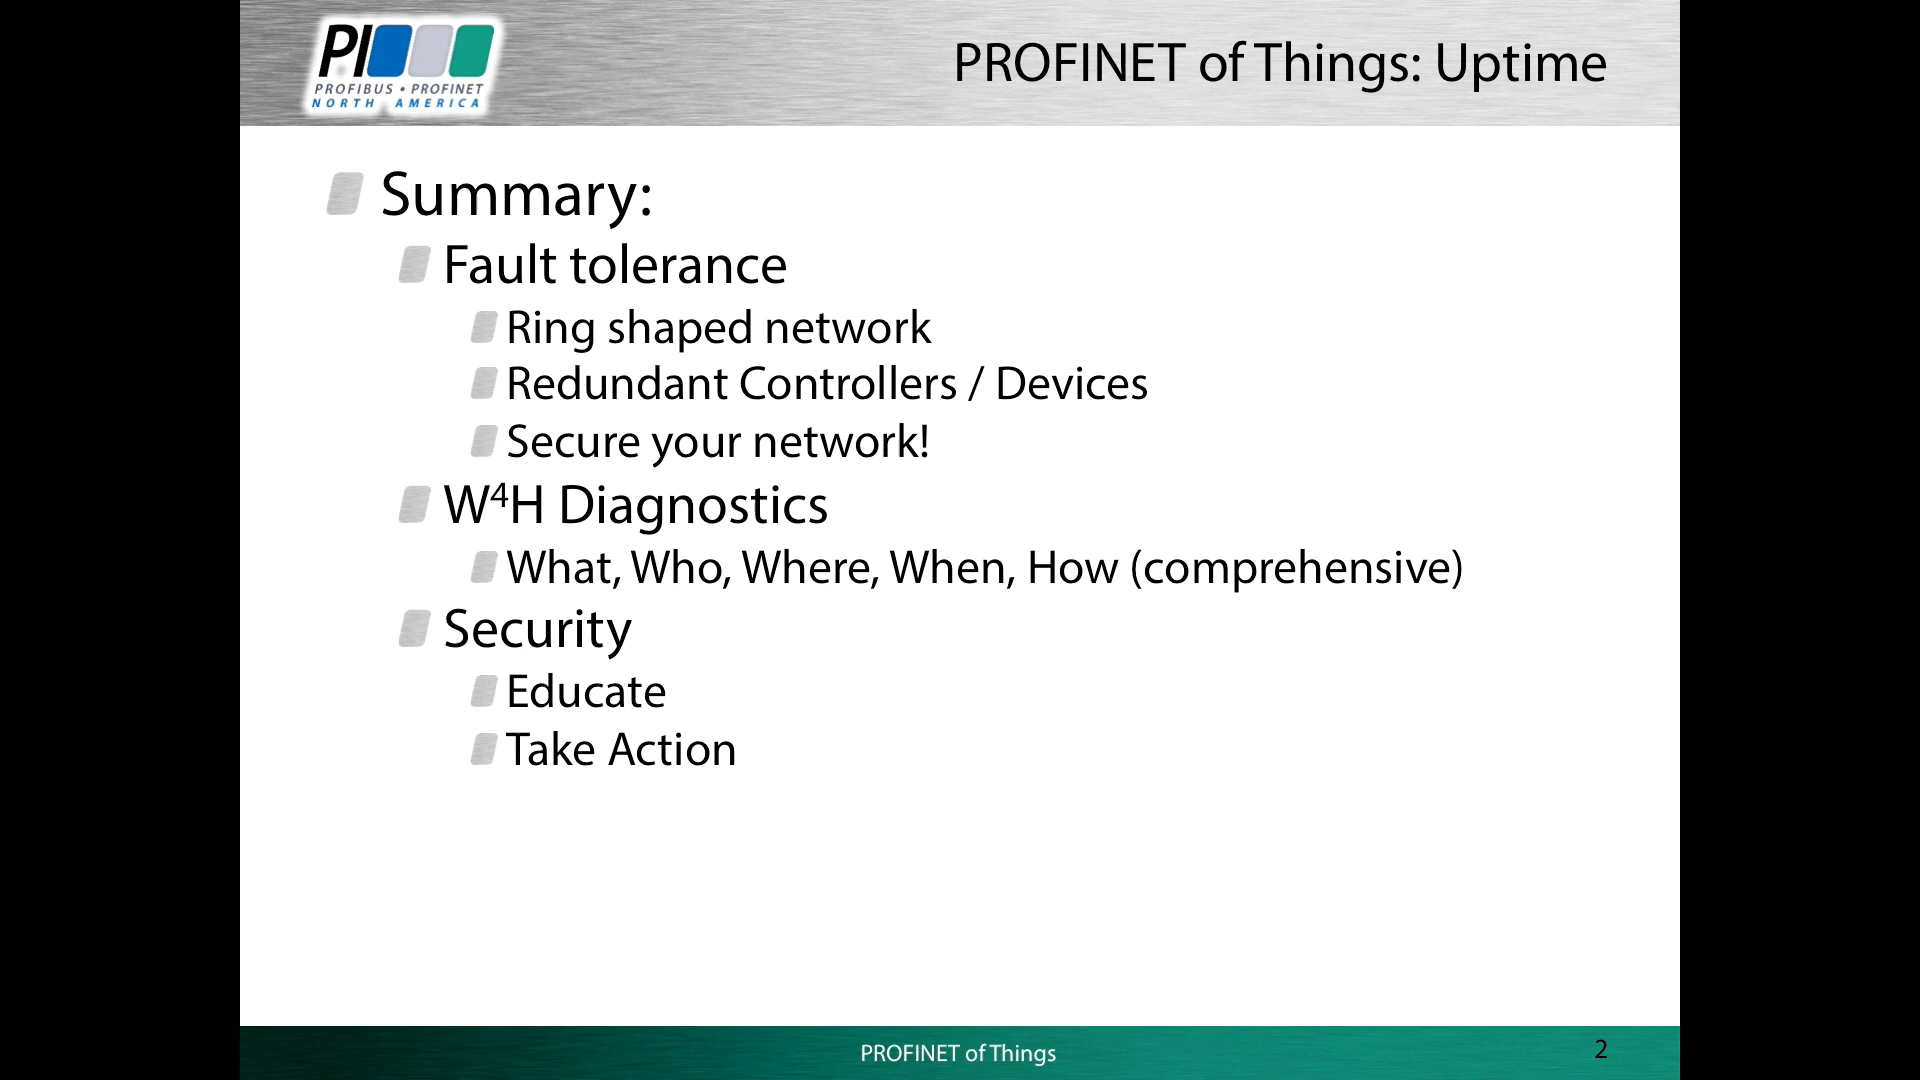 PI
PROFIBUS • PROFINET
NORTH AMERICA
PROFINET of Things: Uptime
Summary:
Fault tolerance
Ring shaped network
Redundant Controllers / Devices
Secure your network!
W⁴H Diagnostics
What, Who, Where, When, How (comprehensive)
Security
Educate
Take Action
PROFINET of Things
2